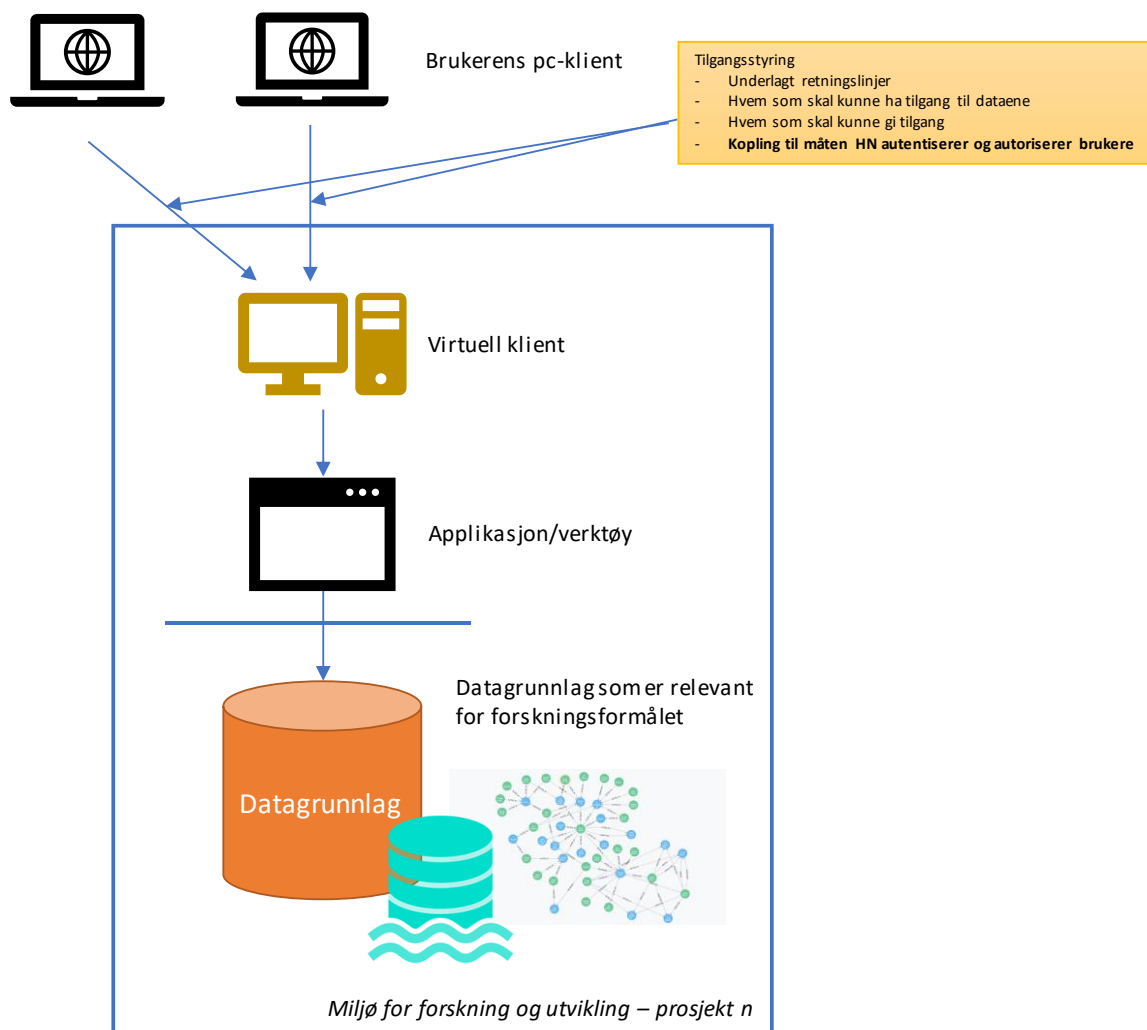 Brukerens pc-klient
Tilgangsstyring
- Underlagt retningslinjer
- Hvem som skal kunne ha tilgang til dataene
- Hvem som skal kunne gi tilgang
- Kopling til måten HN autentiserer og autoriserer brukere
Virtuell klient
Applikasjon/verktøy
Datagrunnlag som er relevant
for forskningsformålet
Datagrunnlag
Miljø for forskning og utvikling – prosjekt n